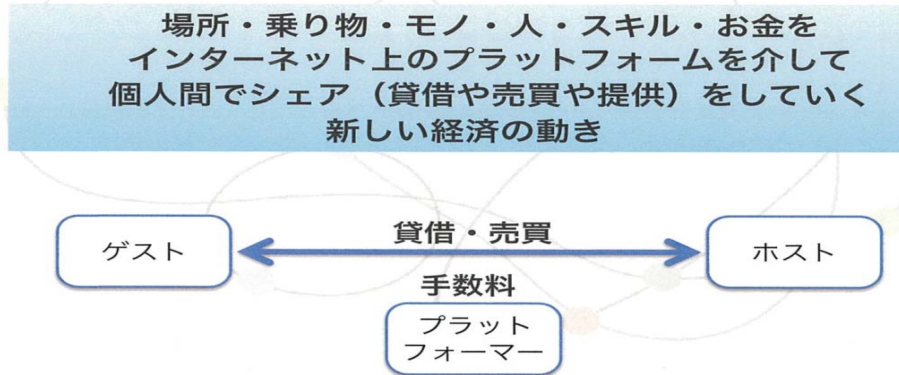 場所・乗り物・モノ・人・スキル・お金を
インターネット上のプラットフォームを介して
個人間でシェア（貸借や売買や提供）をしていく
新しい経済の動き
貸借・売買
ゲスト
ホスト
手数料
プラット
フォーマー